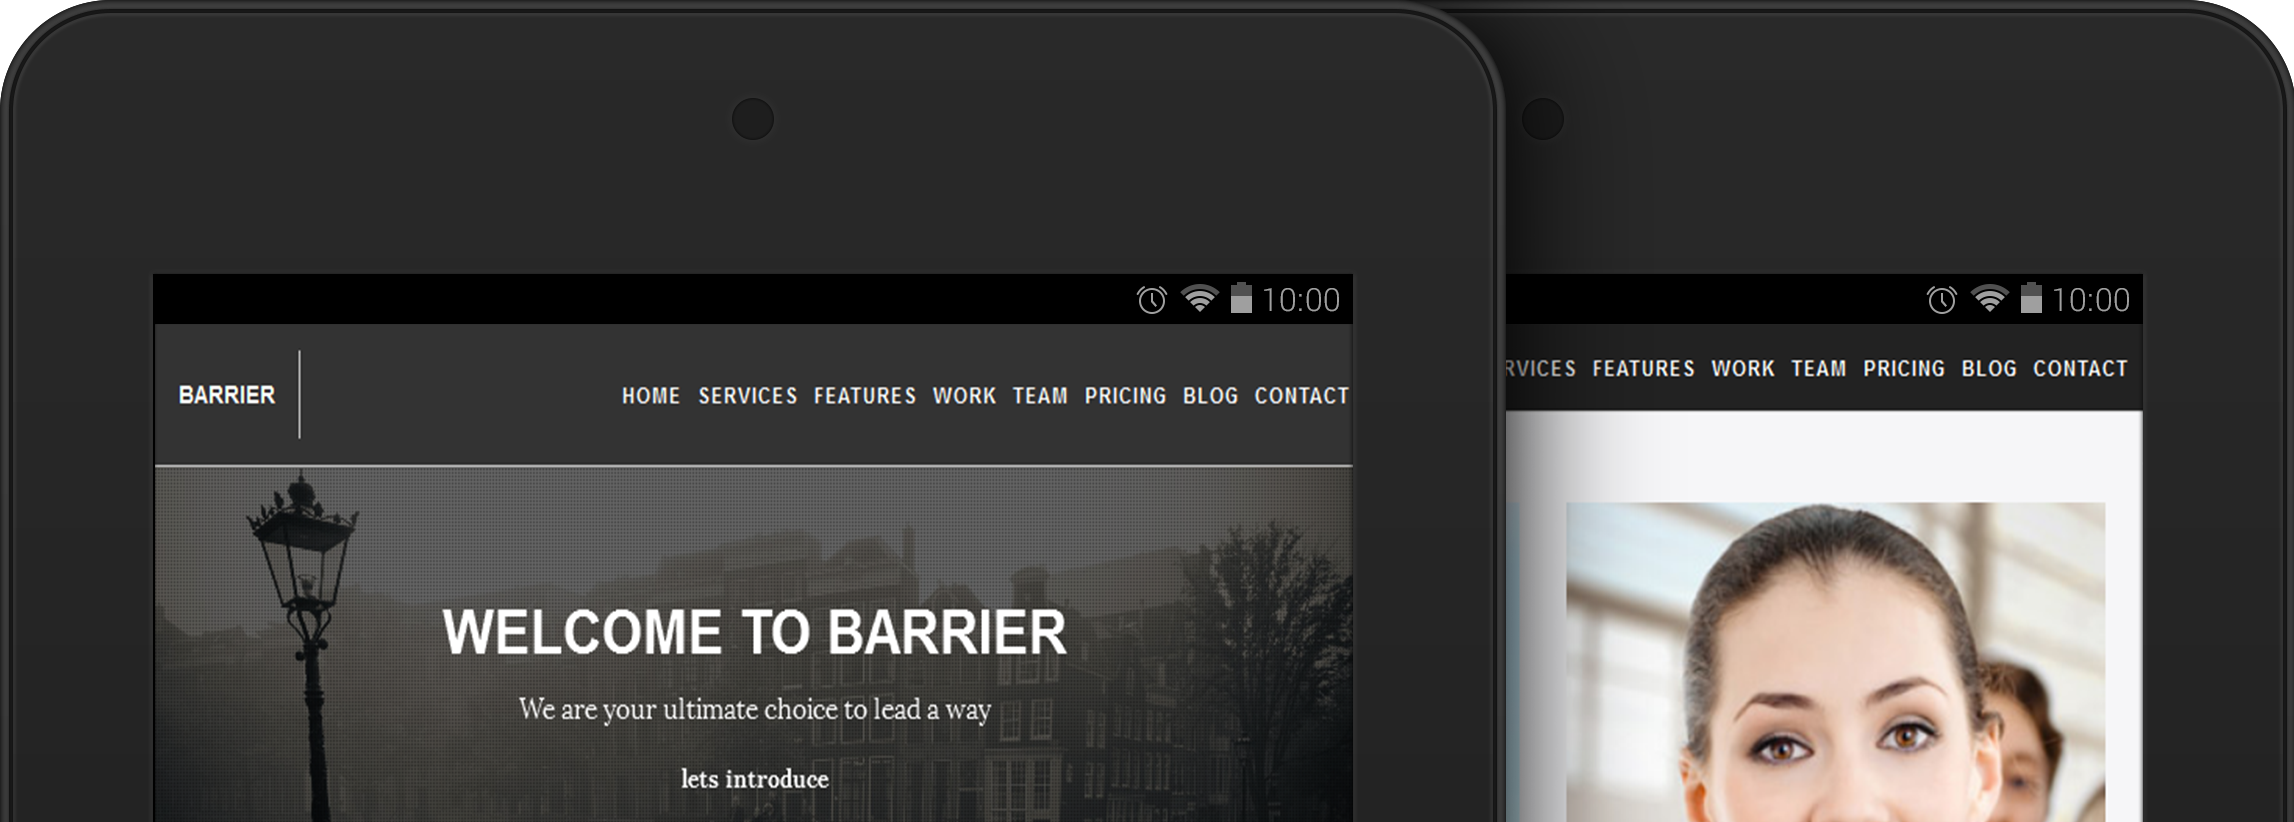 10:00
BARRIER
HOME SERVICES FEATURES WORK TEAM PRICING BLOG CONTACT
WELCOME TO BARRIER
We are your ultimate choice to lead a way
lets introduce
10:00
RVICES FEATURES WORK TEAM PRICING BLOG CONTACT